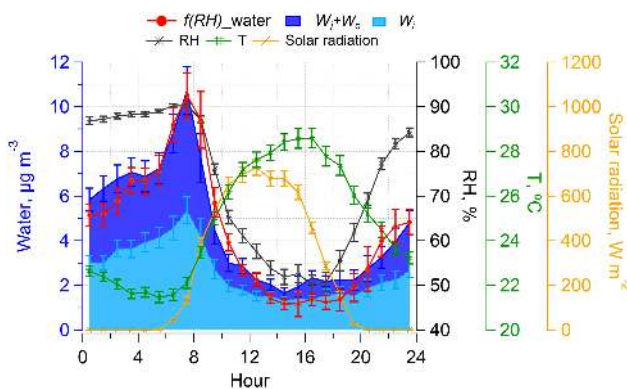 f(RH)_water Wi+Wo Wi
RH T Solar radiation
12 100 32 1200
10 90 30 1000
8 80 28 800
6 70 26 600
4 60 24 400
2 50 22 200
0 40 20 0
Water, µg m-3
RH, %
T, ºC
Solar radiation, W m-2
0 4 8 12 16 20 24
Hour